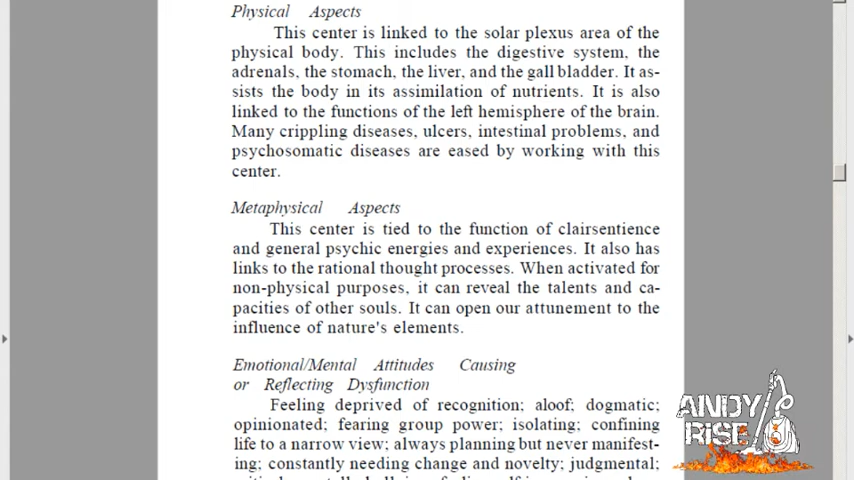 Physical Aspects
This center is linked to the solar plexus area of the
physical body. This includes the digestive system, the
adrenals, the stomach, the liver, and the gall bladder. It as-
sists the body in its assimilation of nutrients. It is also
linked to the functions of the left hemisphere of the brain.
Many crippling diseases, ulcers, intestinal problems, and
psychosomatic diseases are eased by working with this
center.
Metaphysical Aspects
This center is tied to the function of clairsentience
and general psychic energies and experiences. It also has
links to the rational thought processes. When activated for
non-physical purposes, it can reveal the talents and ca-
pacities of other souls. It can open our attunement to the
influence of nature's elements.
Emotional/Mental Attitudes Causing
or Reflecting Dysfunction
Feeling deprived of recognition; aloof; dogmatic;
opinionated; fearing group power; isolating; confining
life to a narrow view; always planning but never manifest-
ing; constantly needing change and novelty; judgmental;
ANDY
RISE